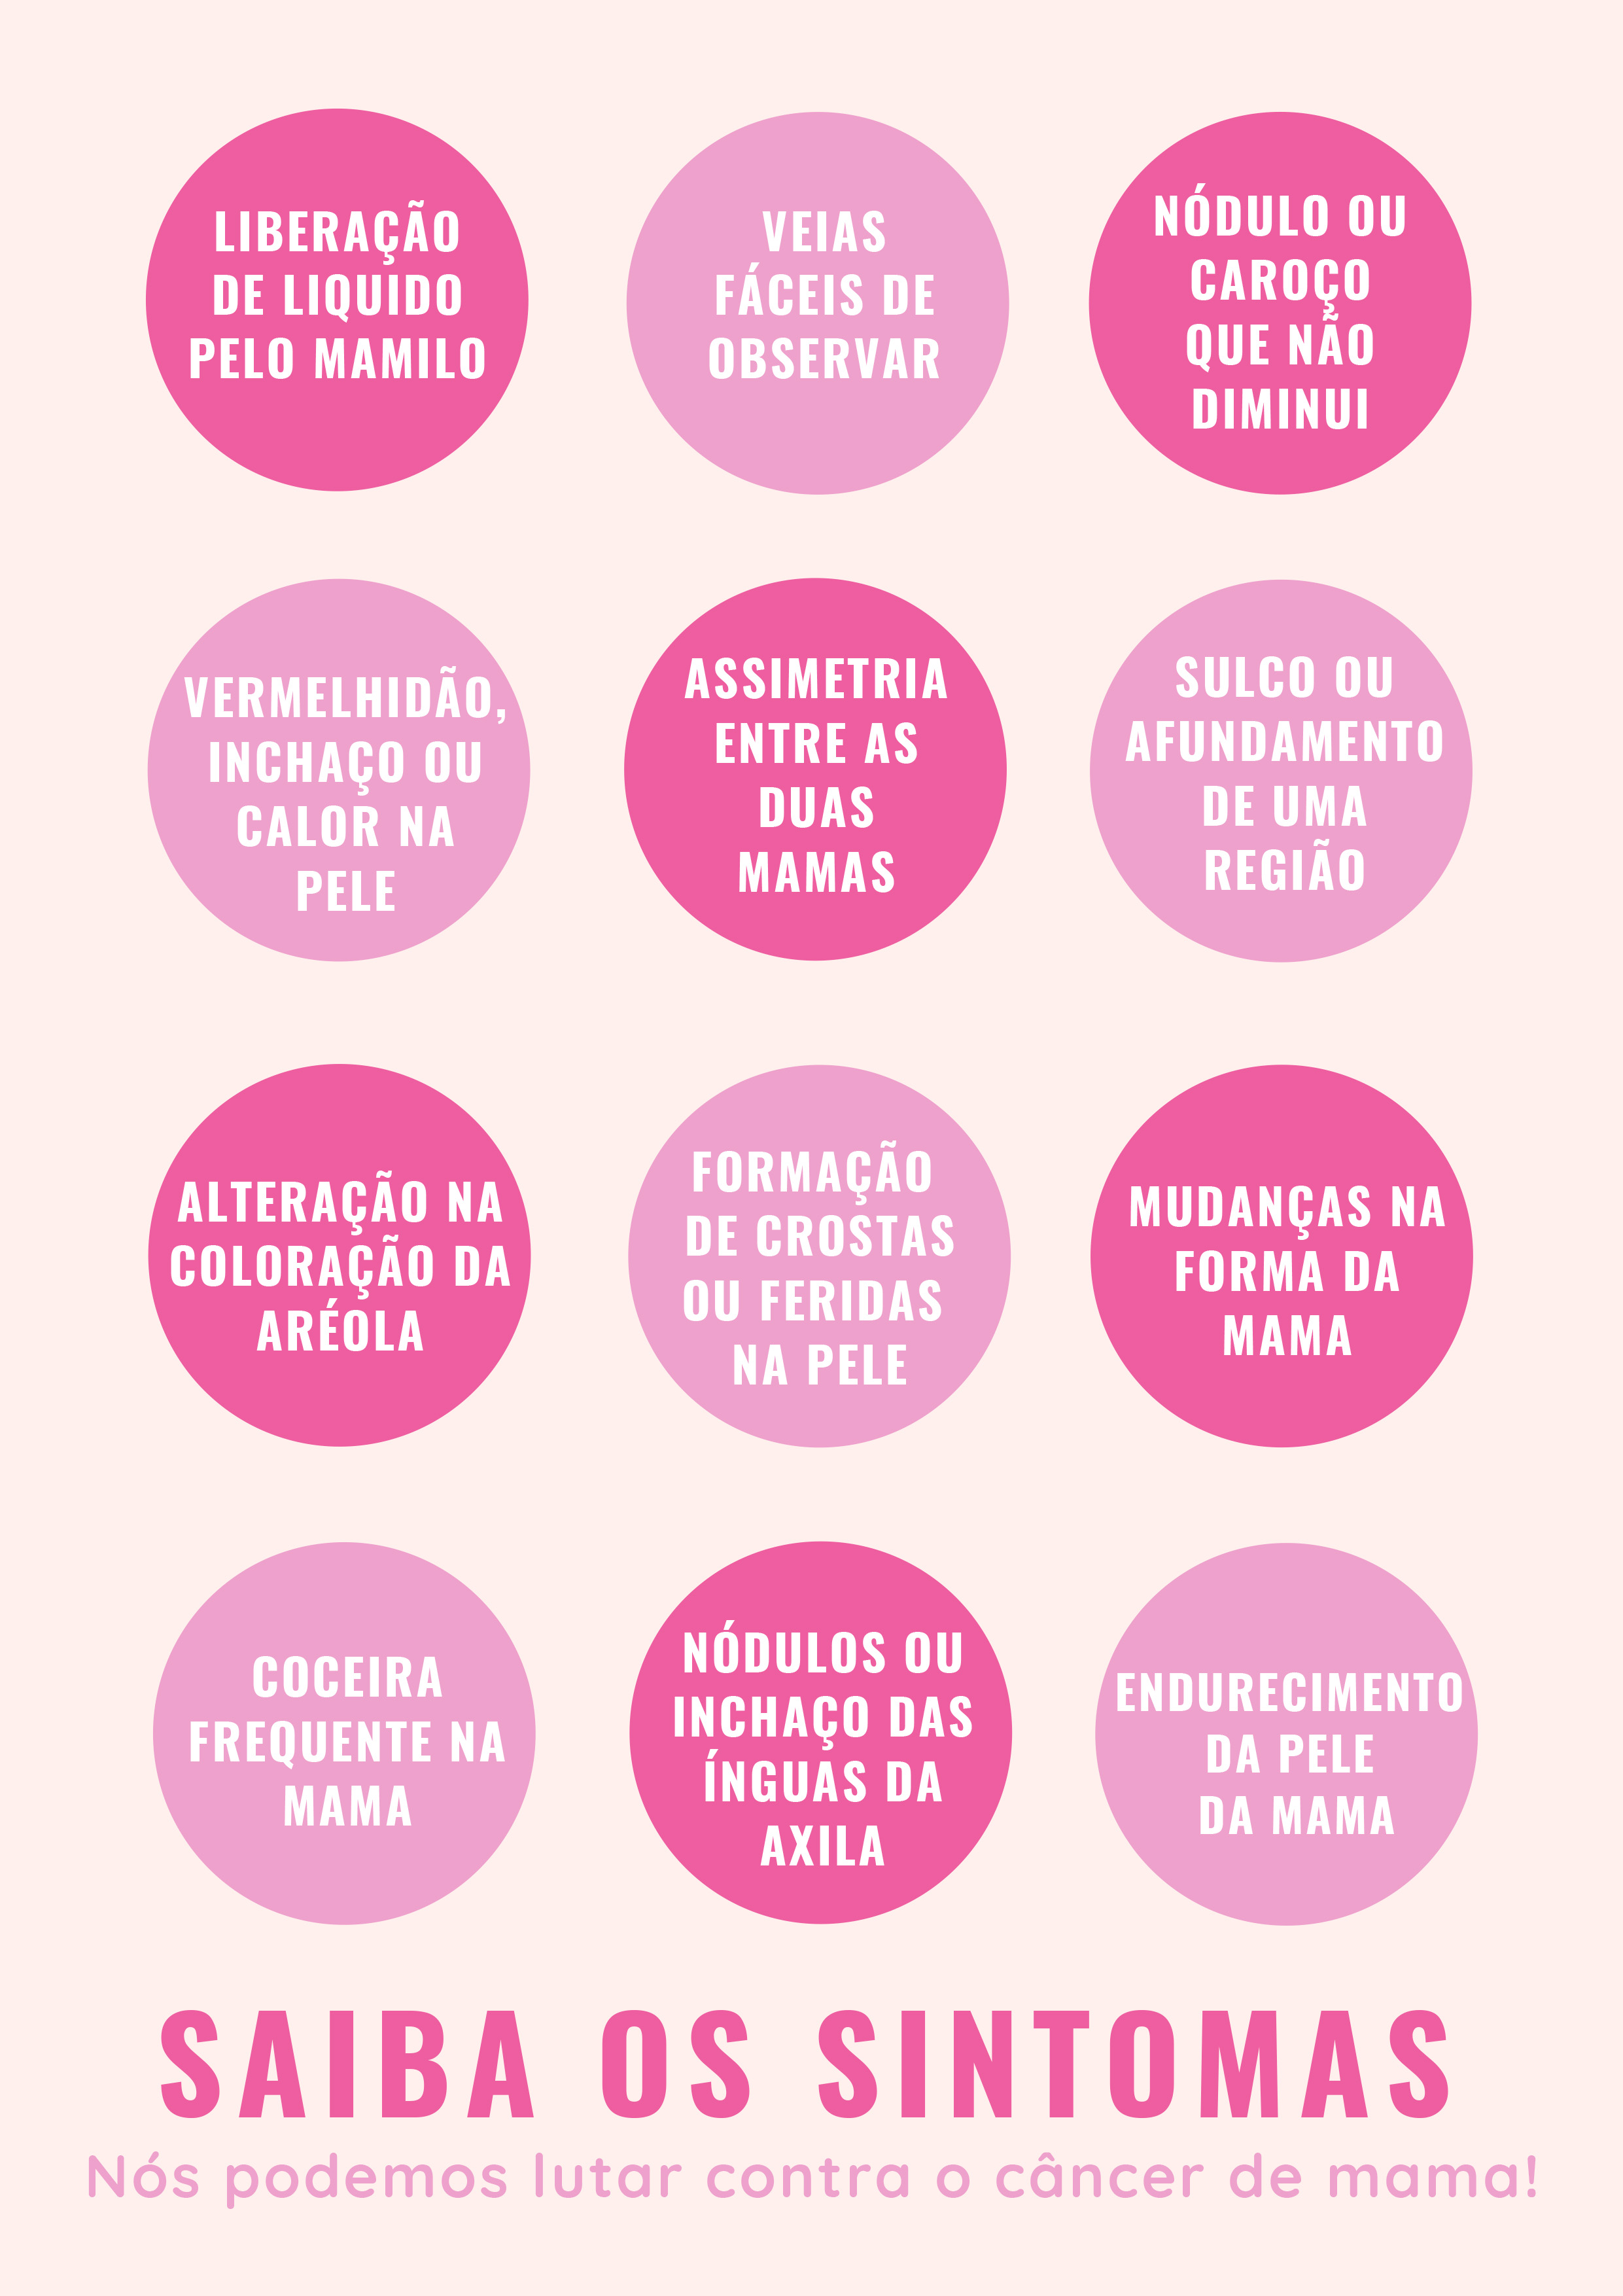 LIBERAÇÃO
DE LIQUIDO
PELO MAMILO
VEIAS
FÁCEIS DE
OBSERVAR
NÓDULO OU
CAROÇO
QUE NÃO
DIMINUI
VERMELHIDÃO,
INCHAÇO OU
CALOR NA
PELE
ASSIMETRIA
ENTRE AS
DUAS
MAMAS
SULCO OU
AFUNDAMENTO
DE UMA
REGIÃO
ALTERAÇÃO NA
COLORAÇÃO DA
ARÉOLA
FORMAÇÃO
DE CROSTAS
OU FERIDAS
NA PELE
MUDANÇAS NA
FORMA DA
MAMA
COCEIRA
FREQUENTE NA
MAMA
NÓDULOS OU
INCHAÇO DAS
ÍNGUAS DA
AXILA
ENDURECIMENTO
DA PELE
DA MAMA
SAIBA OS SINTOMAS
Nós podemos lutar contra o câncer de mama!